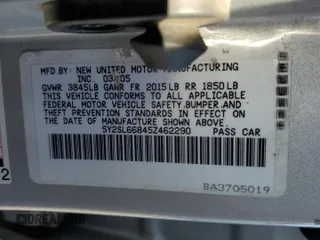 MFD. BY: NEW UNITED MOTOR MANUFACTURING
INC. 03/05
GVWR 3845LB GAWR FR 2015LB RR 1850LB
THIS VEHICLE CONFORMS TO ALL APPLICABLE
FEDERAL MOTOR VEHICLE SAFETY, BUMPER, AND
THEFT PREVENTION STANDARDS IN EFFECT ON
THE DATE OF MANUFACTURE SHOWN ABOVE.
5Y2SL66845Z462290 PASS CAR
BA3705019
2